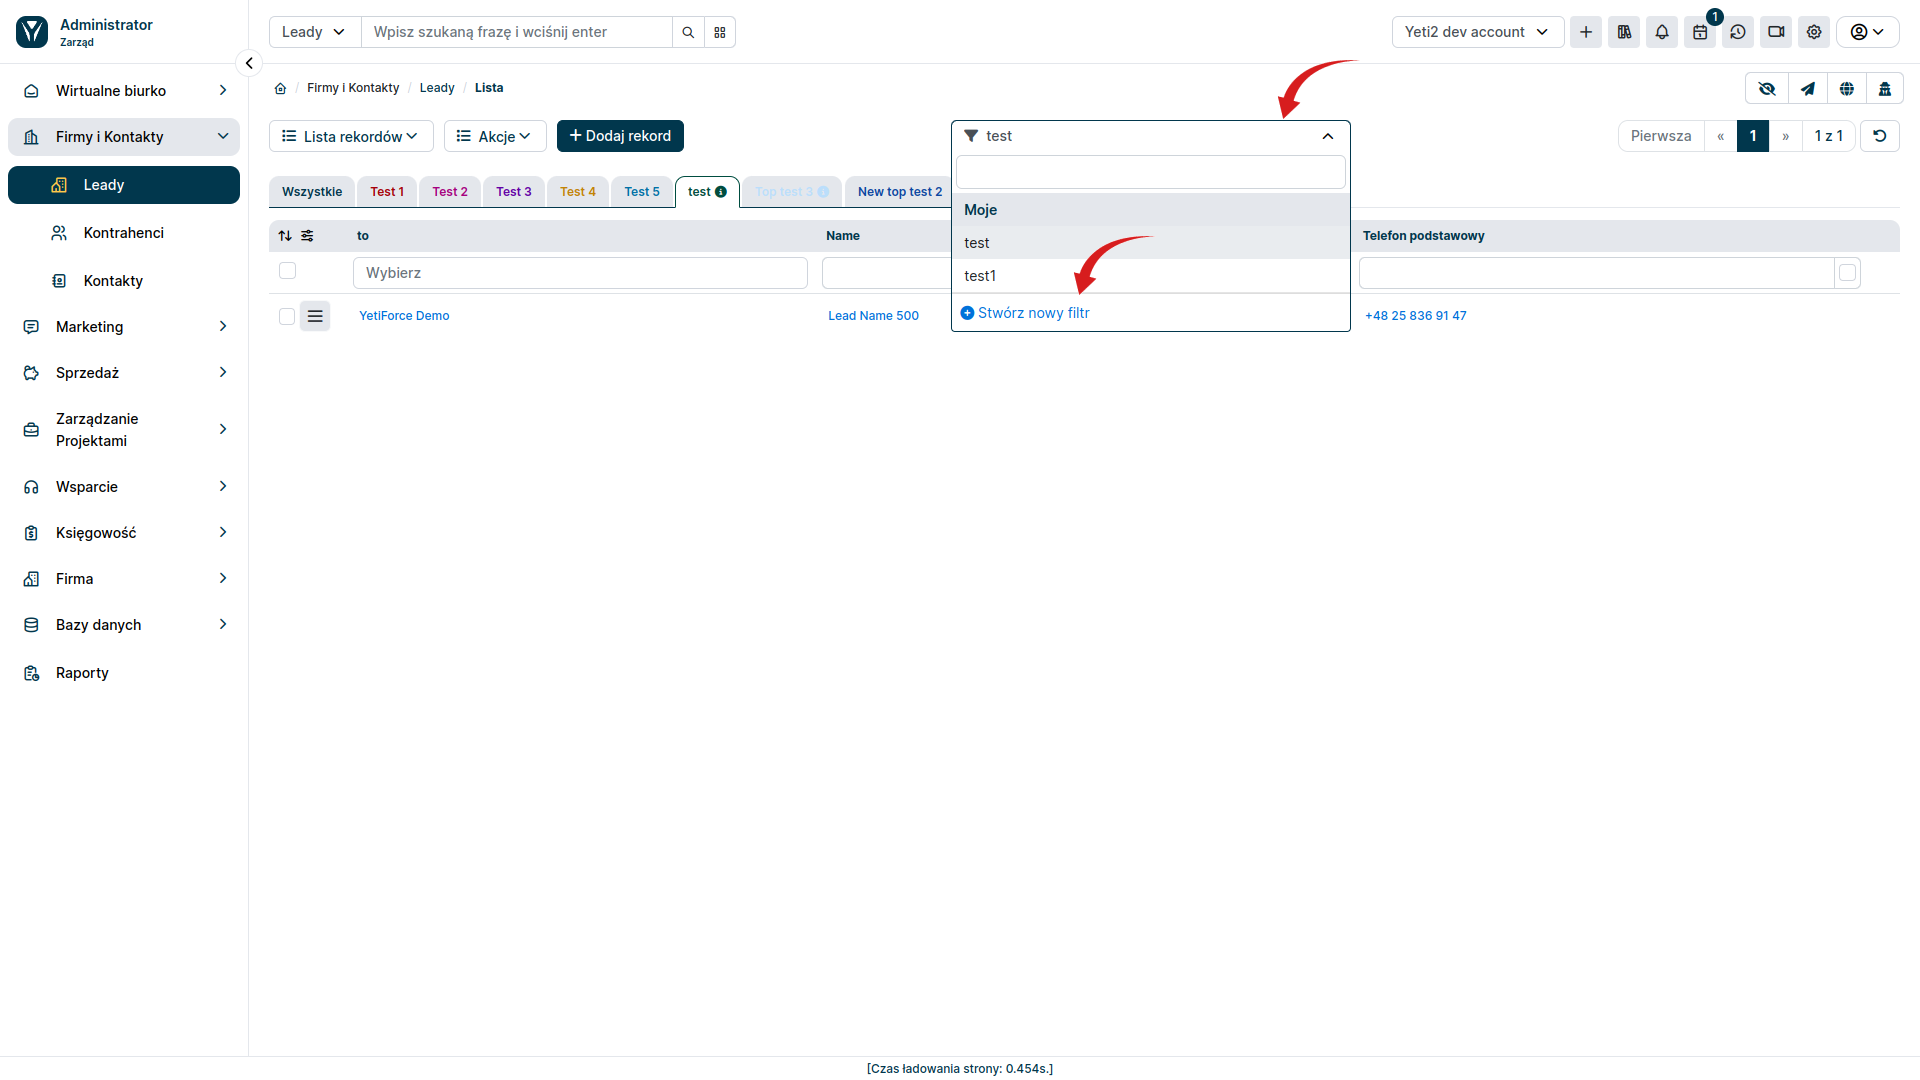 Administrator
Zarząd
Leady
Wpisz szukaną frazę i wciśnij enter
Yeti2 dev account
1
Wirtualne biurko
Firmy i Kontakty
Leady
Kontrahenci
Kontakty
Marketing
Sprzedaż
Zarządzanie
Projektami
Wsparcie
Księgowość
Firma
Bazy danych
Raporty
/ Firmy i Kontakty / Leady / Lista
Lista rekordów
Akcje
Dodaj rekord
test
Pierwsza « 1 » 1 z 1
Wszystkie Test 1 Test 2 Test 3 Test 4 Test 5 test Top test 3 New top test 2
Moje
test
test1
Stwórz nowy filtr
to Name Telefon podstawowy
Wybierz
YetiForce Demo Lead Name 500 +48 25 836 91 47
[Czas ładowania strony: 0.454s.]